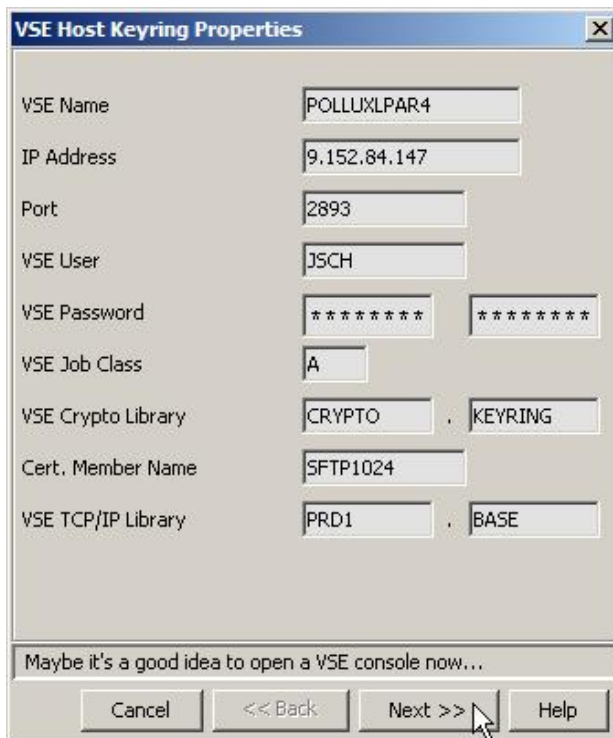 VSE Host Keyring Properties
VSE Name POLLUXLPAR4
IP Address 9.152.84.147
Port 2893
VSE User JSCH
VSE Password ******** ********
VSE Job Class A
VSE Crypto Library CRYPTO . KEYRING
Cert. Member Name SFTP1024
VSE TCP/IP Library PRD1 . BASE
Maybe it's a good idea to open a VSE console now...
Cancel << Back Next >> Help